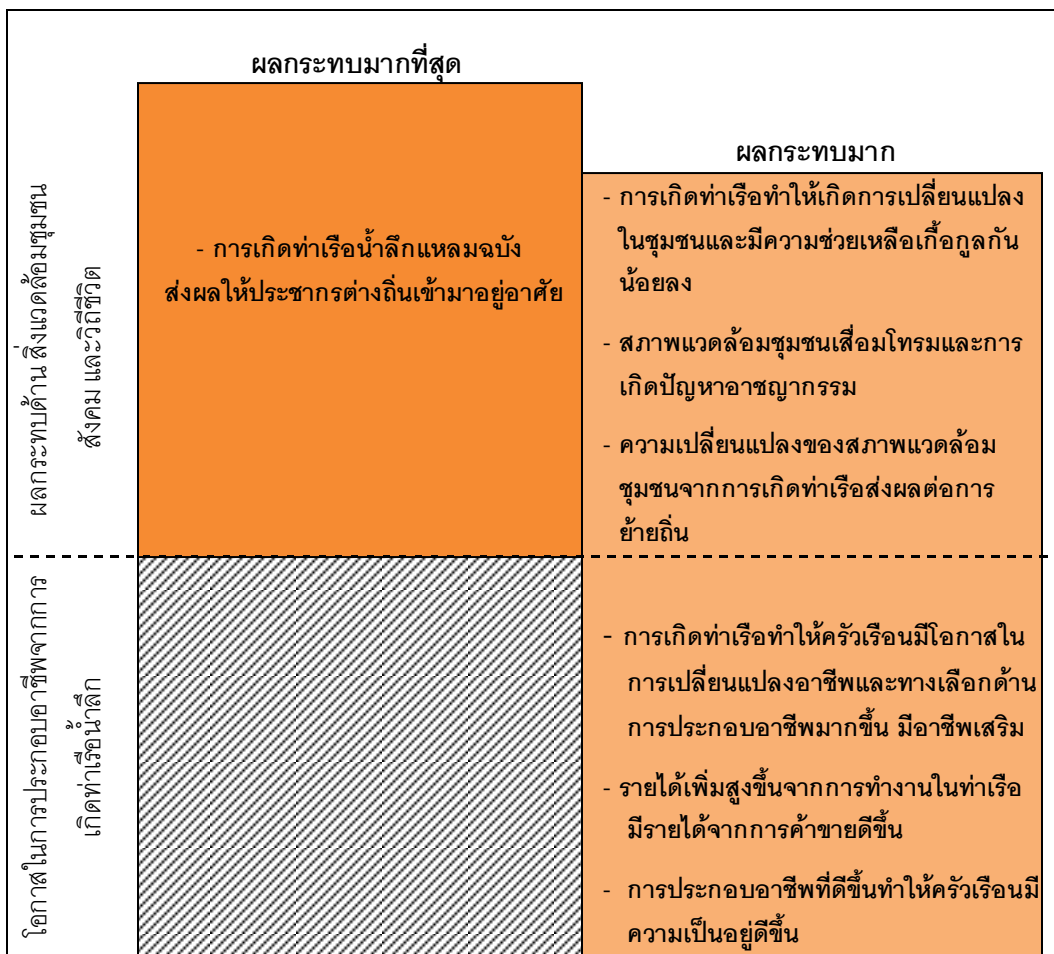 ผลกระทบมากที่สุด
ผลกระทบมาก
ผลกระทบด้าน สิ่งแวดล้อมชุมชน
สังคม และวิถีชีวิต
- การเกิดท่าเรือน้ำลึกแหลมฉบัง
ส่งผลให้ประชากรต่างถิ่นเข้ามาอยู่อาศัย
- การเกิดท่าเรือทำให้เกิดการเปลี่ยนแปลง
ในชุมชนและมีความช่วยเหลือเกื้อกูลกัน
น้อยลง
- สภาพแวดล้อมชุมชนเสื่อมโทรมและการ
เกิดปัญหาอาชญากรรม
- ความเปลี่ยนแปลงของสภาพแวดล้อม
ชุมชนจากการเกิดท่าเรือส่งผลต่อการ
ย้ายถิ่น
โอกาสในการประกอบอาชีพจากการ
เกิดท่าเรือน้ำลึก
- การเกิดท่าเรือทำให้ครัวเรือนมีโอกาสใน
การเปลี่ยนแปลงอาชีพและทางเลือกด้าน
การประกอบอาชีพมากขึ้น มีอาชีพเสริม
- รายได้เพิ่มสูงขึ้นจากการทำงานในท่าเรือ
มีรายได้จากการค้าขายดีขึ้น
- การประกอบอาชีพที่ดีขึ้นทำให้ครัวเรือนมี
ความเป็นอยู่ดีขึ้น